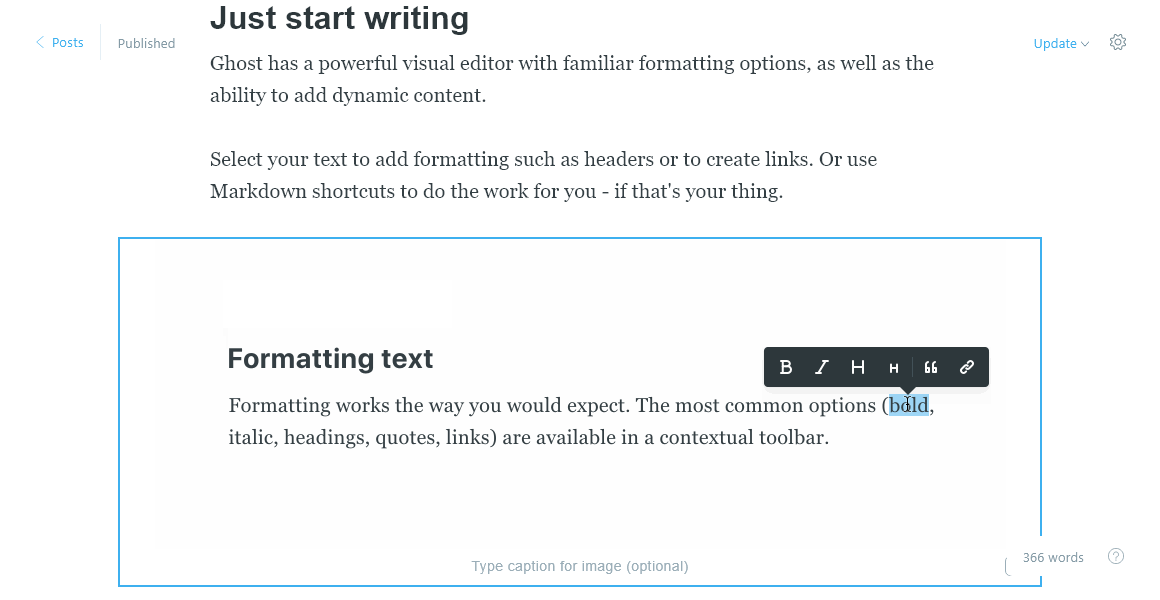 Just start writing
Posts
Published
Update
Ghost has a powerful visual editor with familiar formatting options, as well as the
ability to add dynamic content.
Select your text to add formatting such as headers or to create links. Or use
Markdown shortcuts to do the work for you - if that's your thing.
Formatting text
B I H H
Formatting works the way you would expect. The most common options (bold,
italic, headings, quotes, links) are available in a contextual toolbar.
Type caption for image (optional)
366 words
?